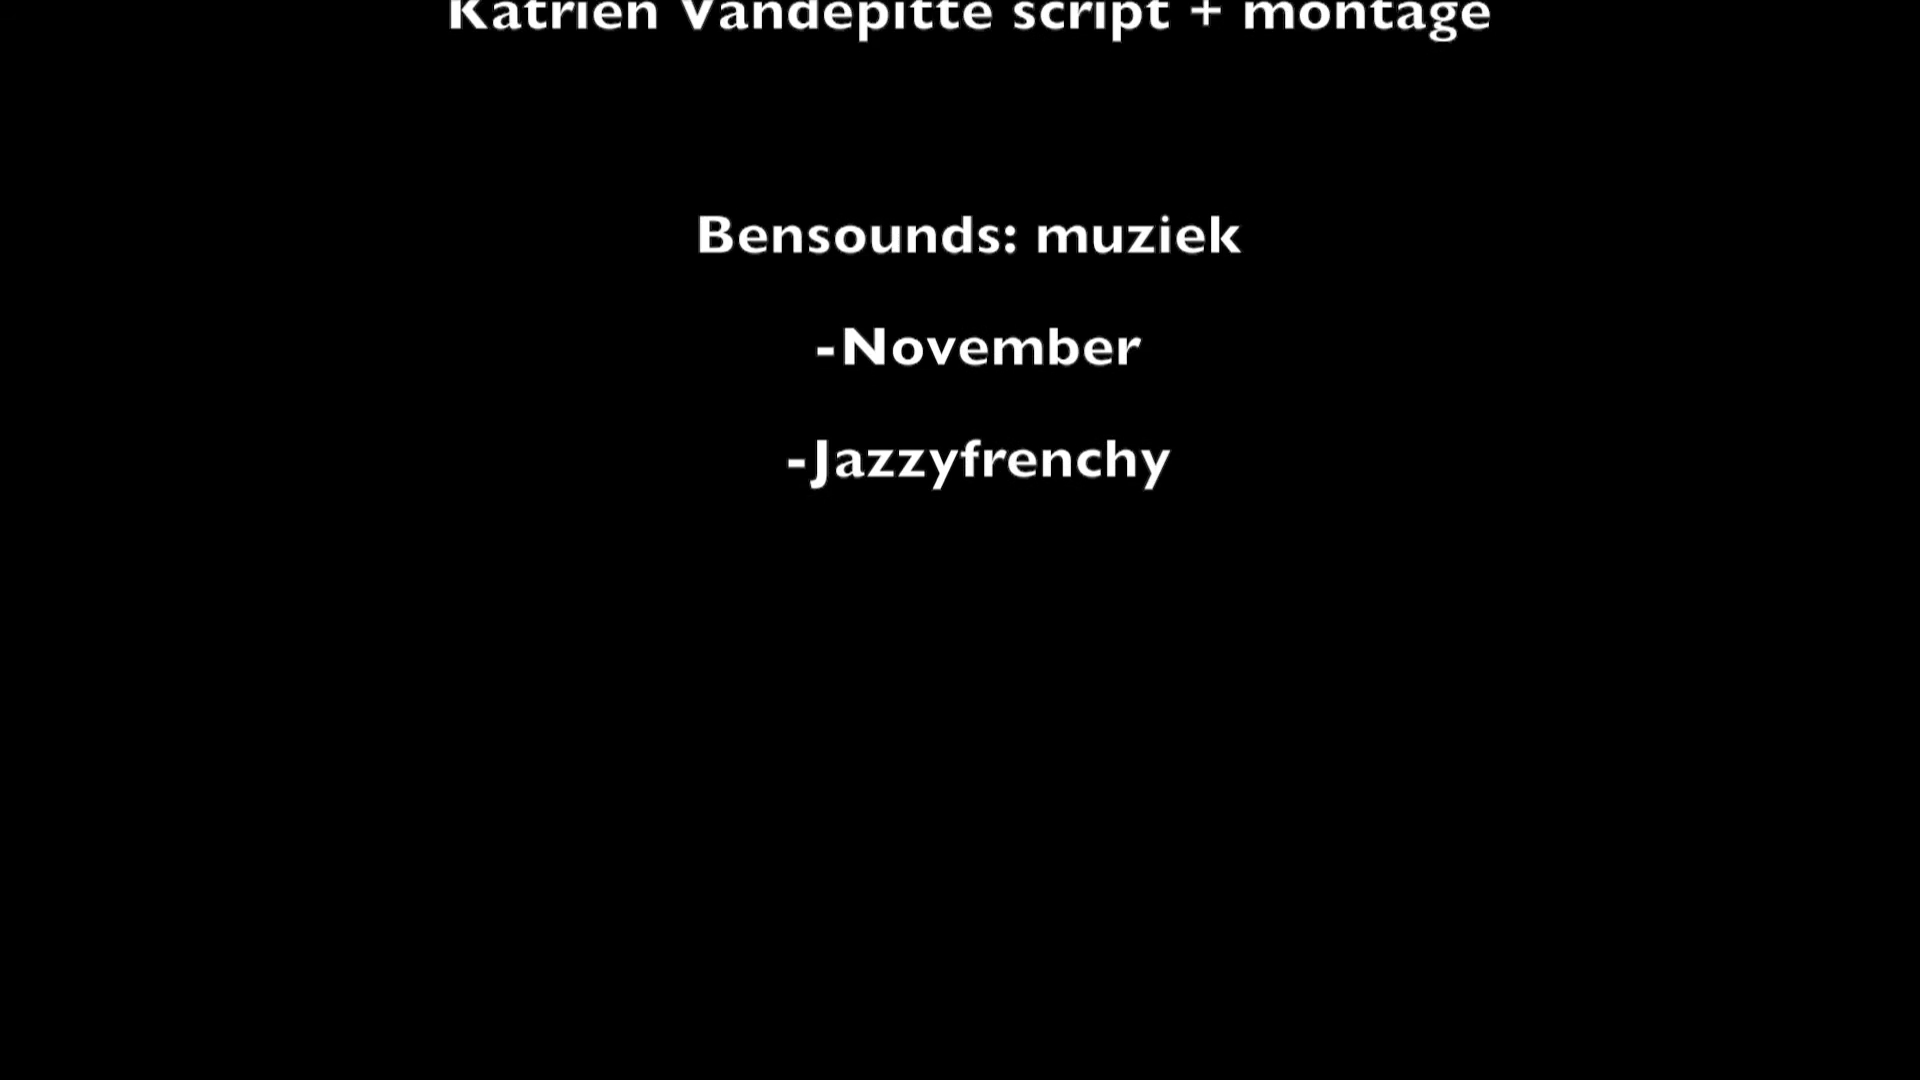 Katrien Vandepitte script + montage
Bensounds: muziek
-November
-Jazzyfrenchy